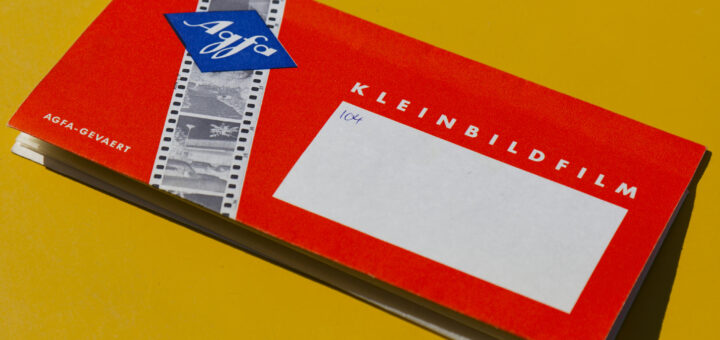 Agfa
AGFA-GEVAERT
KLEINBILDFILM
104